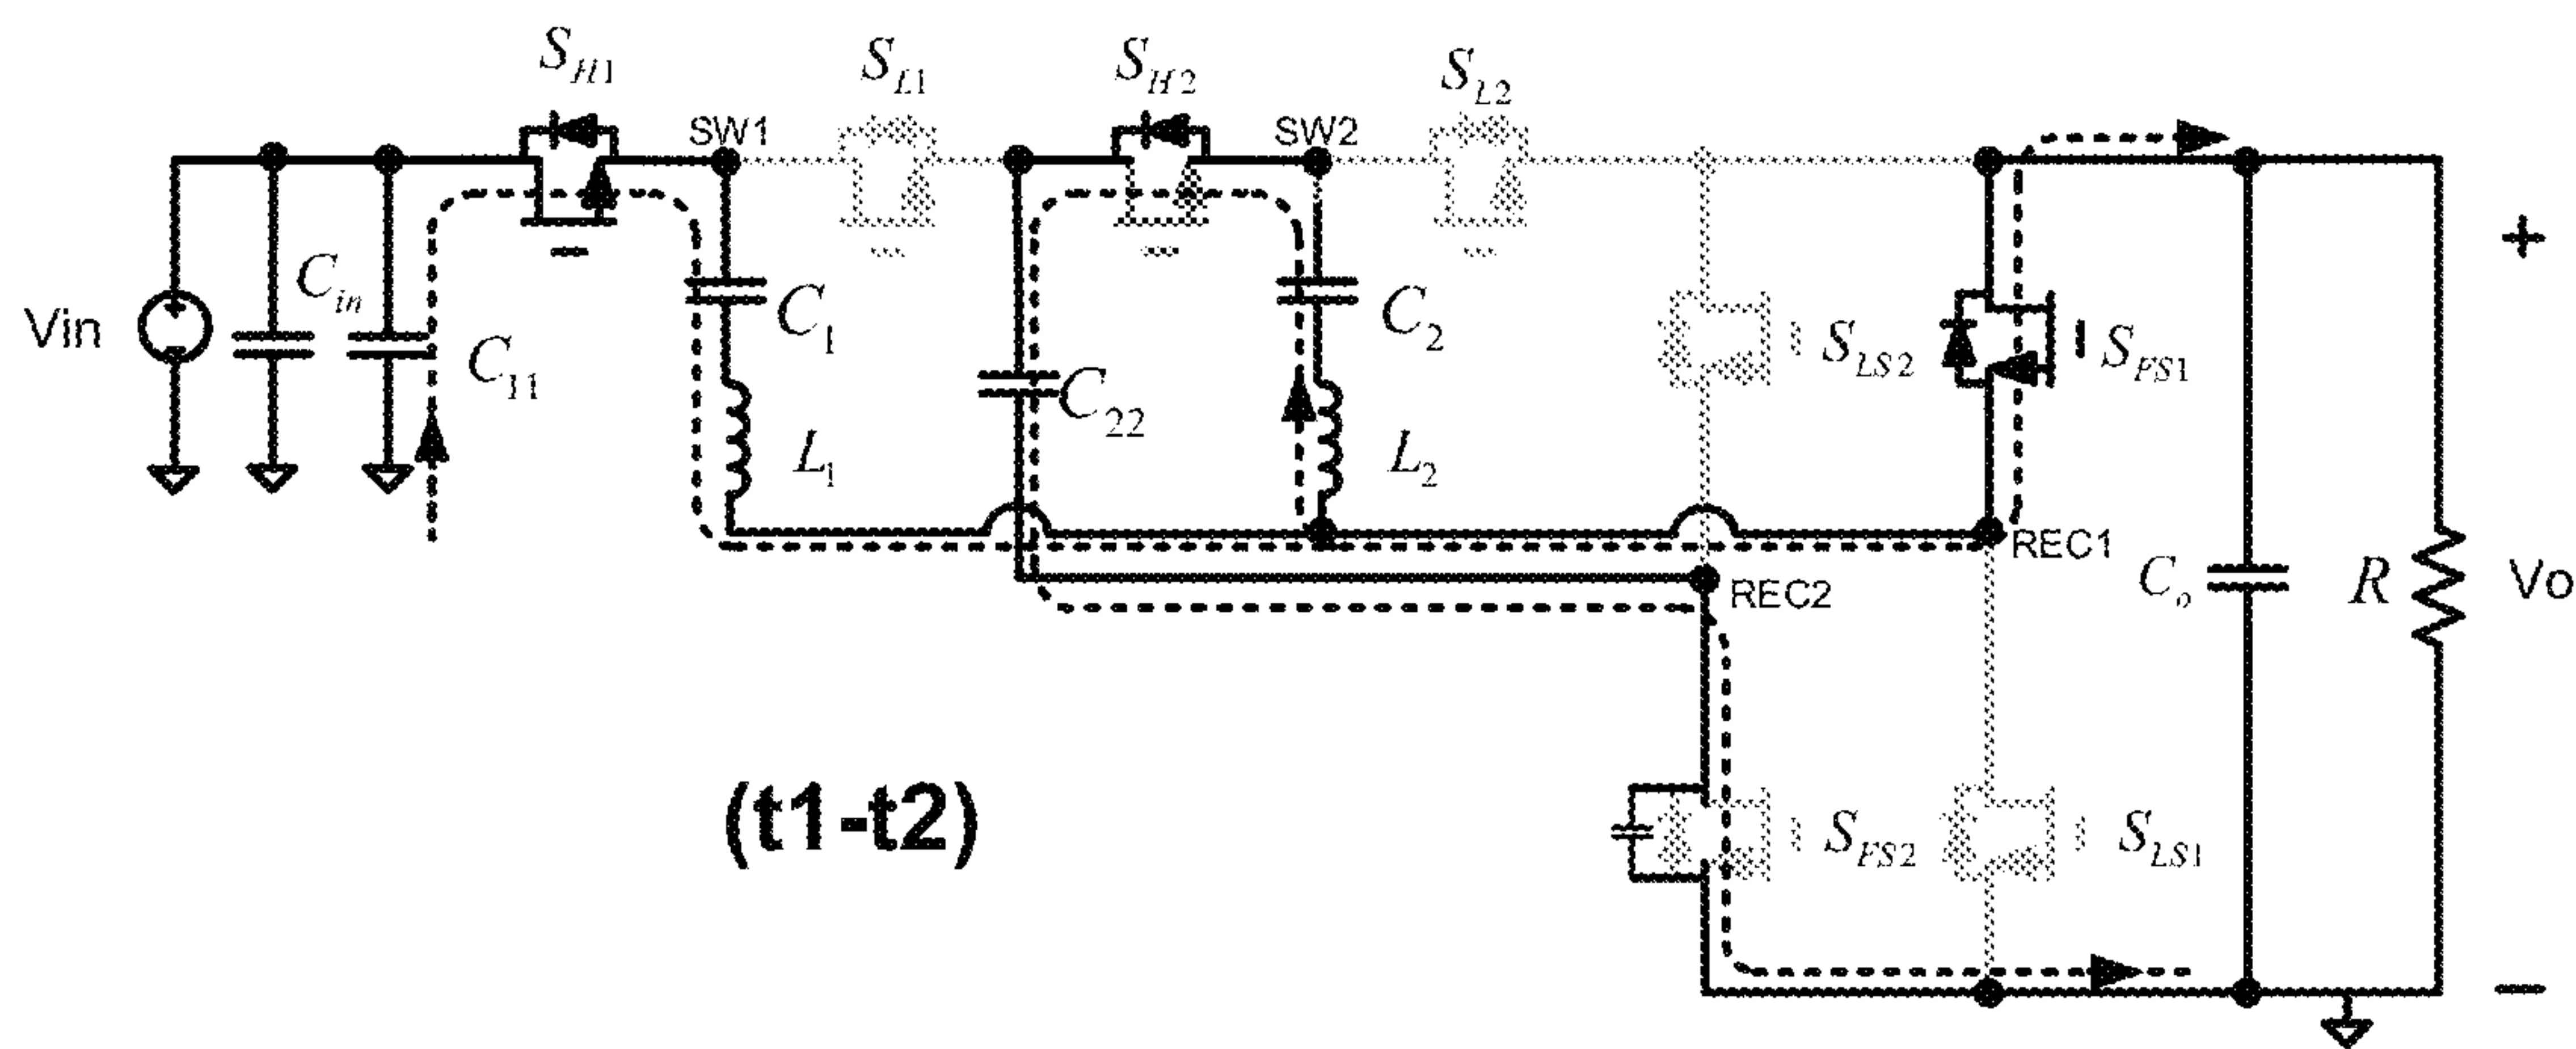 S_H1
S_L1
S_H2
S_L2
SW1
SW2
Vin
C_in
C_11
C_1
C_22
C_2
L_1
L_2
S_LS2
S_FS1
+
REC1
REC2
C_o
R
Vo
(t1-t2)
S_FS2
S_LS1
−